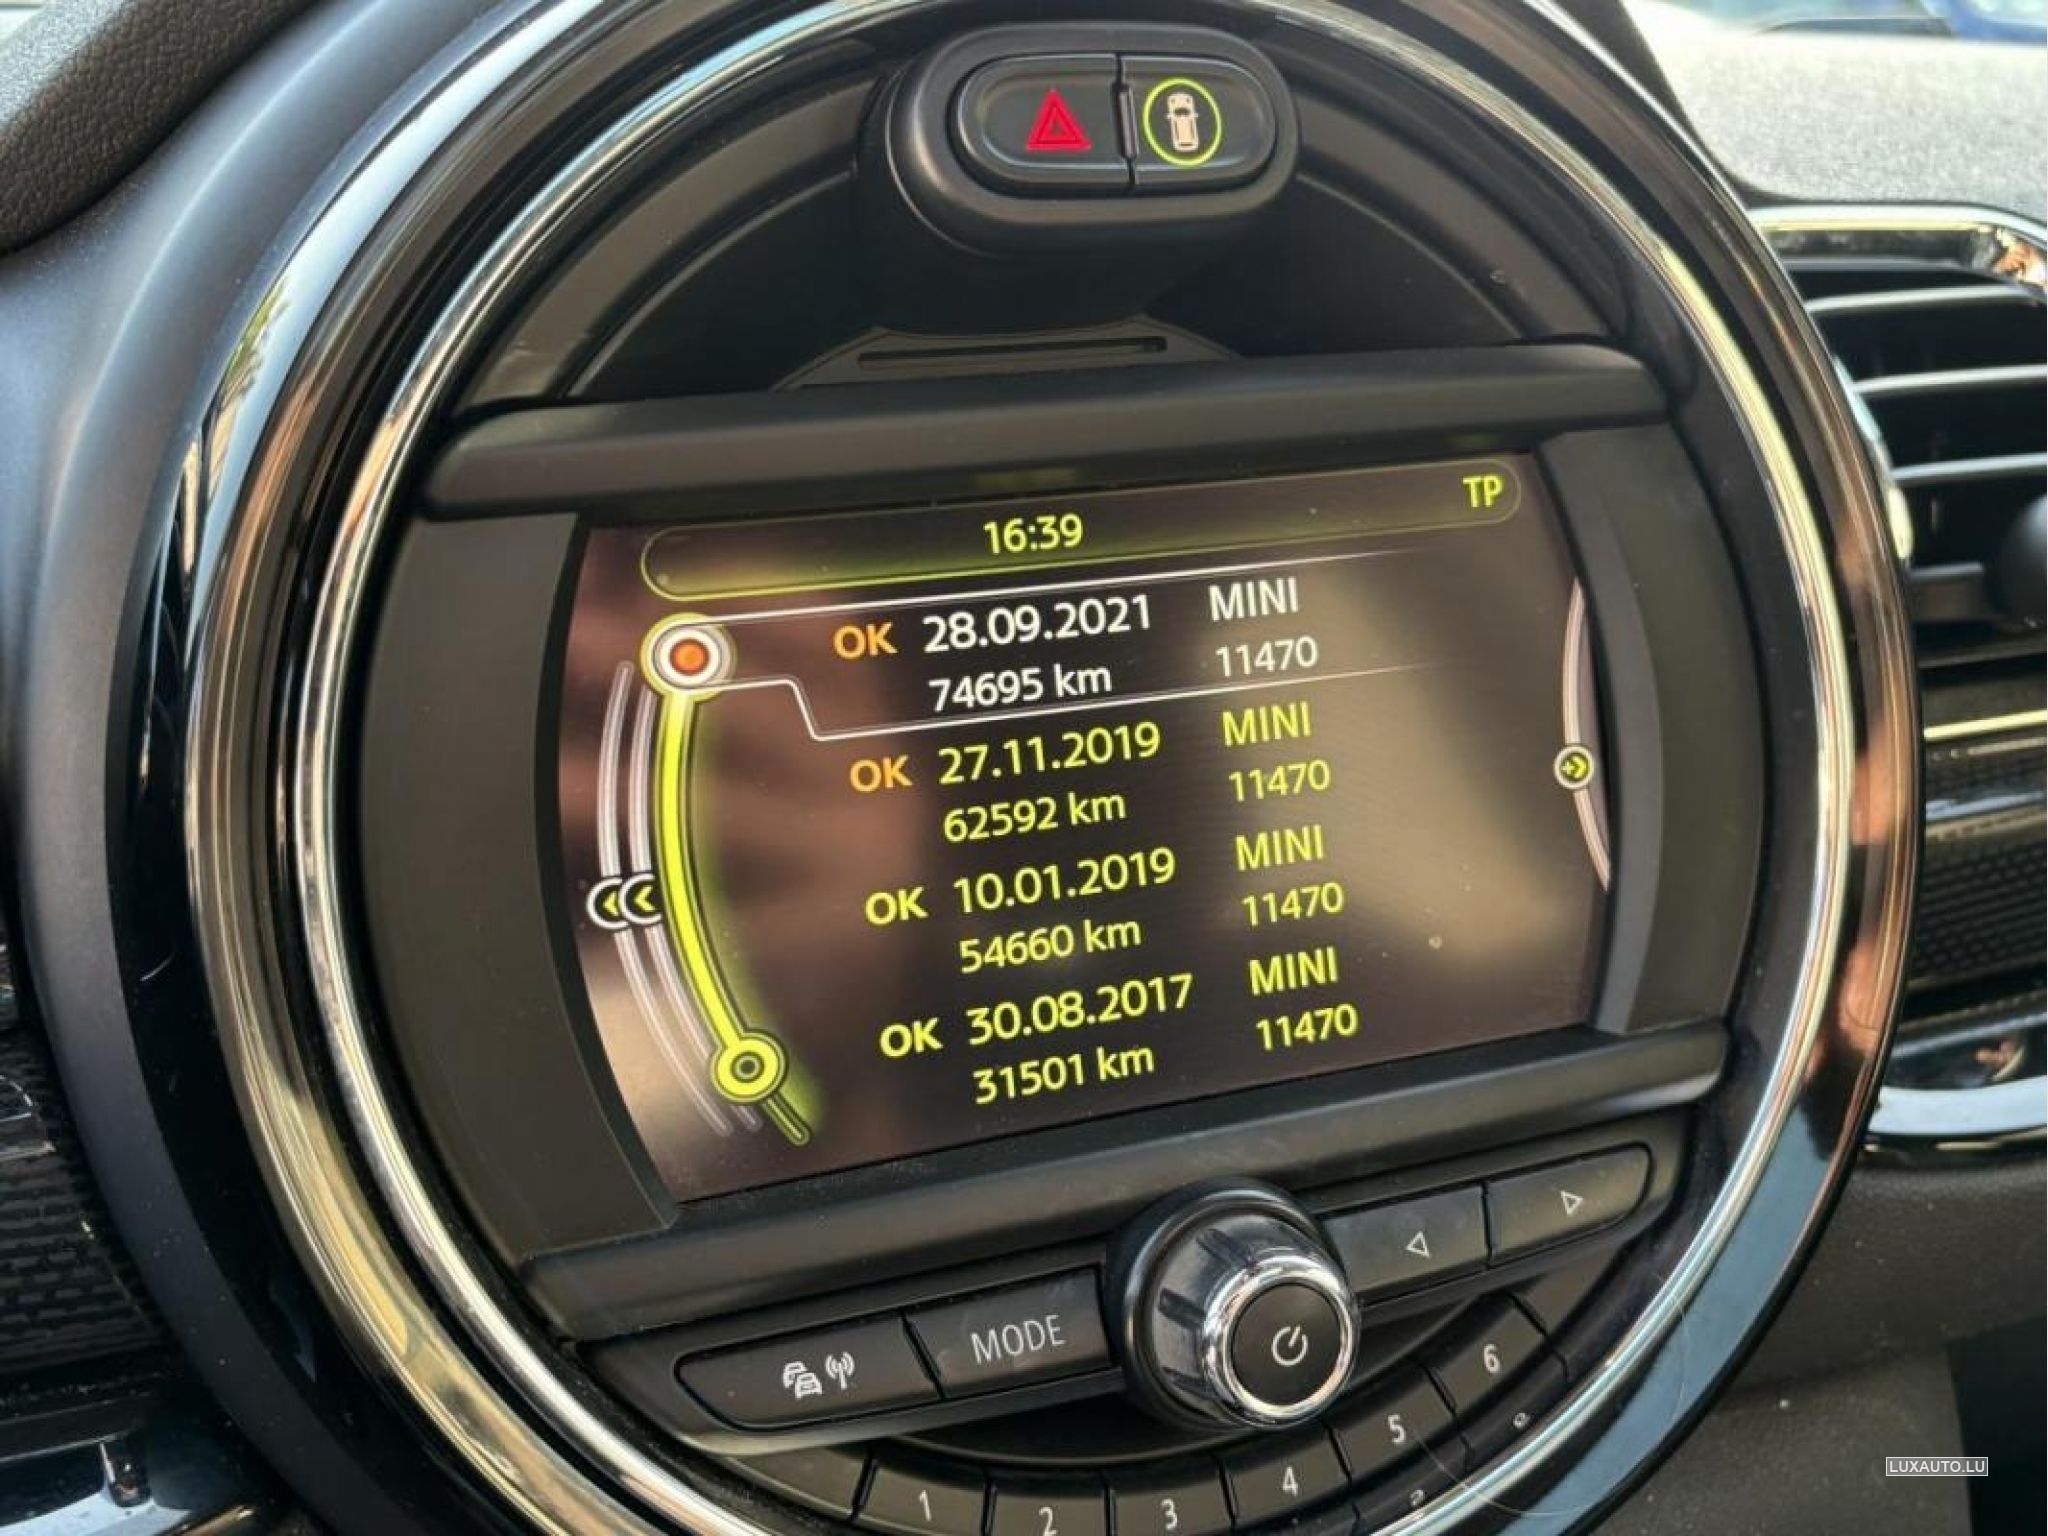 16:39 TP
OK 28.09.2021 MINI
74695 km 11470
OK 27.11.2019 MINI
62592 km 11470
OK 10.01.2019 MINI
54660 km 11470
OK 30.08.2017 MINI
31501 km 11470
MODE
1 2 3 4 5 6
LUXAUTO.LU